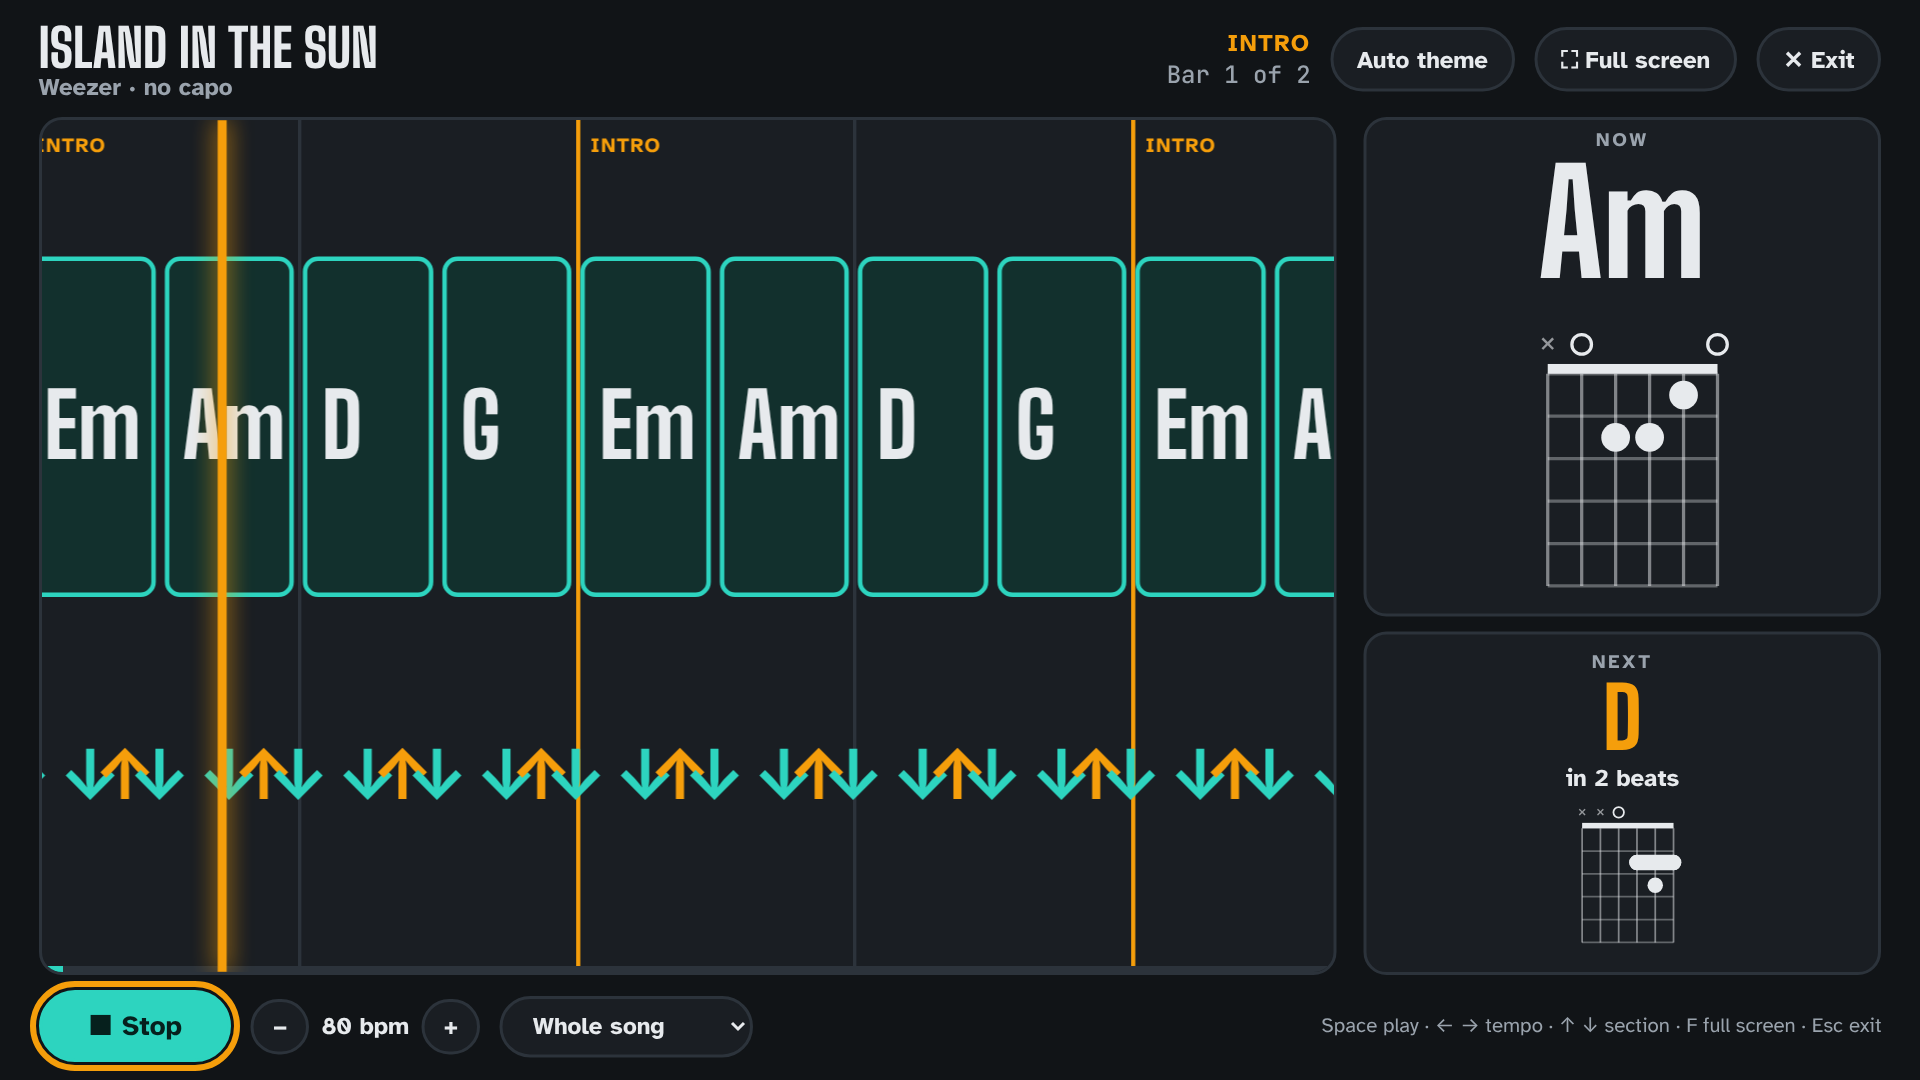 ISLAND IN THE SUN
Weezer · no capo
INTRO
Bar 1 of 2
Auto theme
Full screen
✕ Exit
INTRO
INTRO
INTRO
Em
Am
D
G
Em
Am
D
G
Em
A
NOW
Am
×
NEXT
D
in 2 beats
× ×
Stop
–
80 bpm
+
Whole song
Space play · ← → tempo · ↑ ↓ section · F full screen · Esc exit